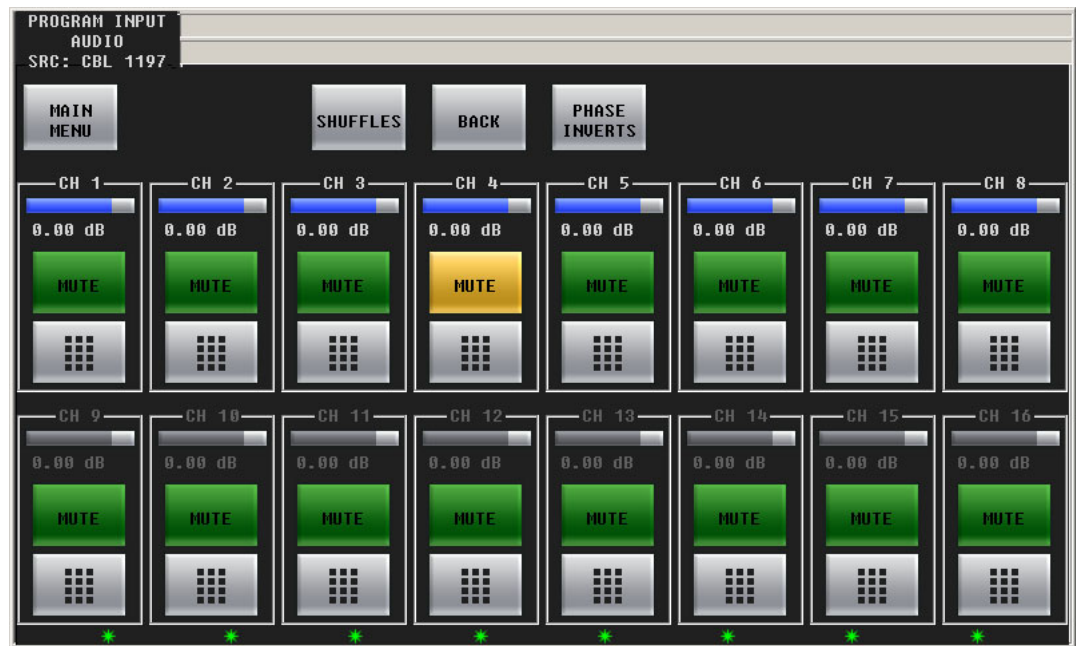 PROGRAM INPUT
AUDIO
SRC: CBL 1197
MAIN
MENU
SHUFFLES
BACK
PHASE
INVERTS
CH 1 CH 2 CH 3 CH 4 CH 5 CH 6 CH 7 CH 8
0.00 dB 0.00 dB 0.00 dB 0.00 dB 0.00 dB 0.00 dB 0.00 dB 0.00 dB
MUTE MUTE MUTE MUTE MUTE MUTE MUTE MUTE
CH 9 CH 10 CH 11 CH 12 CH 13 CH 14 CH 15 CH 16
0.00 dB 0.00 dB 0.00 dB 0.00 dB 0.00 dB 0.00 dB 0.00 dB 0.00 dB
MUTE MUTE MUTE MUTE MUTE MUTE MUTE MUTE